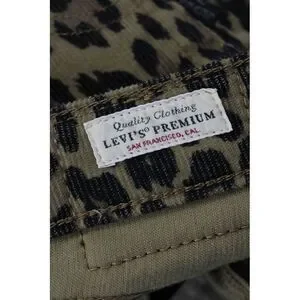 Quality Clothing
LEVI'S® PREMIUM
SAN FRANCISCO, CAL